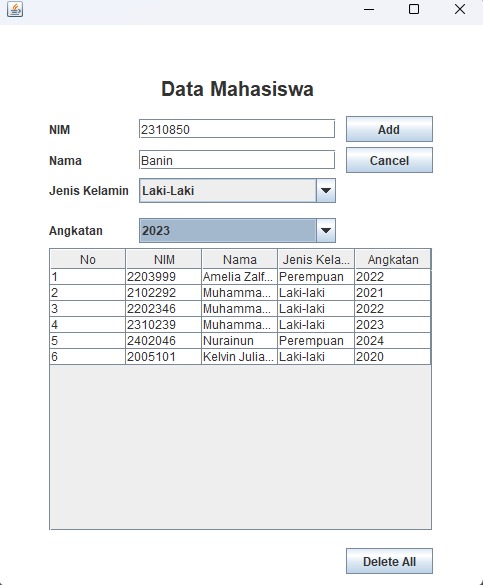 Data Mahasiswa
NIM 2310850 Add
Nama Banin Cancel
Jenis Kelamin Laki-Laki
Angkatan 2023
No NIM Nama Jenis Kela... Angkatan
1 2203999 Amelia Zalf... Perempuan 2022
2 2102292 Muhamma... Laki-laki 2021
3 2202346 Muhamma... Laki-laki 2022
4 2310239 Muhamma... Laki-laki 2023
5 2402046 Nurainun Perempuan 2024
6 2005101 Kelvin Julia... Laki-laki 2020
Delete All